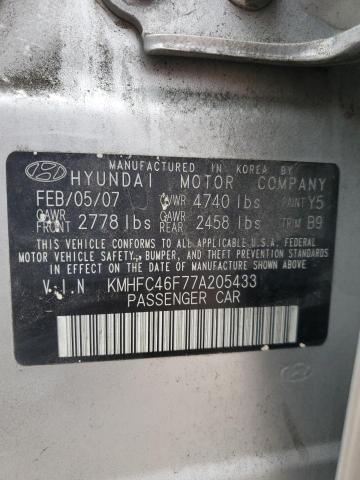 MANUFACTURED IN KOREA BY
HYUNDAI MOTOR COMPANY
FEB/05/07 GVWR 4740 lbs PAINT Y5
GAWR FRONT 2778 lbs GAWR REAR 2458 lbs TRIM B9
THIS VEHICLE CONFORMS TO ALL APPLICABLE U.S.A. FEDERAL
MOTOR VEHICLE SAFETY, BUMPER, AND THEFT PREVENTION STANDARDS
IN EFFECT ON THE DATE OF MANUFACTURE SHOWN ABOVE.
V.I.N KMHFC46F77A205433
PASSENGER CAR